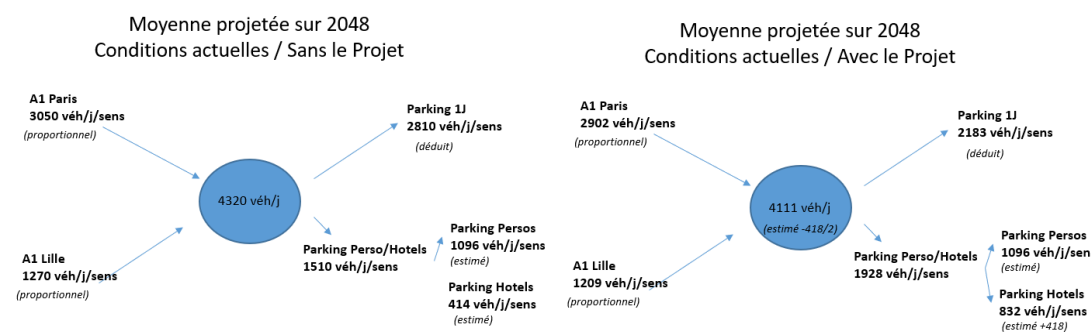 Moyenne projetée sur 2048
Conditions actuelles / Sans le Projet
A1 Paris
3050 véh/j/sens
(proportionnel)
Parking 1J
2810 véh/j/sens
(déduit)
4320 véh/j
A1 Lille
1270 véh/j/sens
(proportionnel)
Parking Perso/Hotels
1510 véh/j/sens
Parking Persos
1096 véh/j/sens
(estimé)
Parking Hotels
414 véh/j/sens
(estimé)
Moyenne projetée sur 2048
Conditions actuelles / Avec le Projet
A1 Paris
2902 véh/j/sens
(proportionnel)
Parking 1J
2183 véh/j/sens
(déduit)
4111 véh/j
(estimé -418/2)
A1 Lille
1209 véh/j/sens
(proportionnel)
Parking Perso/Hotels
1928 véh/j/sens
Parking Persos
1096 véh/j/sen
(estimé)
Parking Hotels
832 véh/j/sens
(estimé +418)